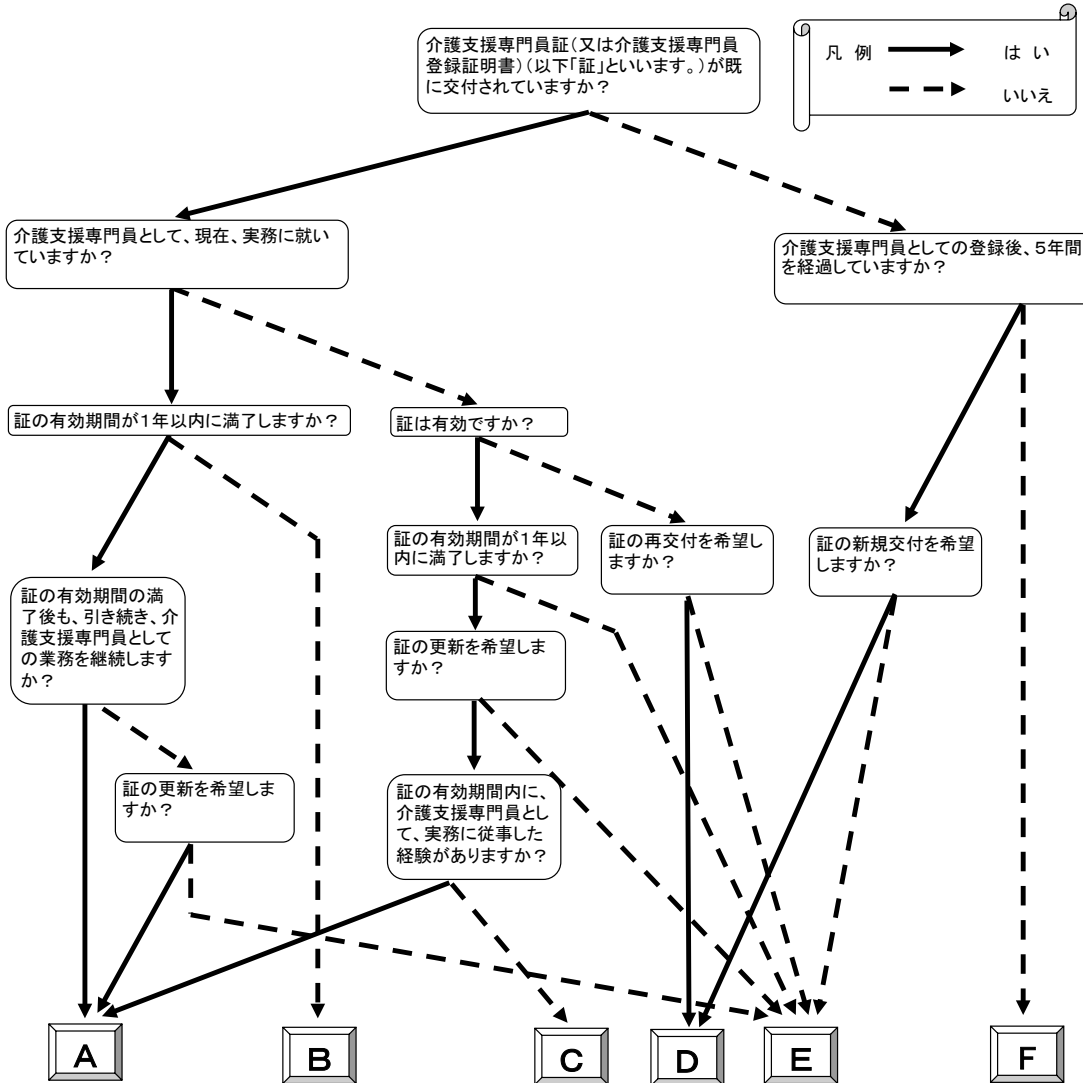 介護支援専門員証(又は介護支援専門員
登録証明書)(以下「証」といいます。)が既
に交付されていますか?
凡 例
は い
いいえ
介護支援専門員として、現在、実務に就い
ていますか?
介護支援専門員としての登録後、5年間
を経過していますか?
証の有効期間が1年以内に満了しますか?
証は有効ですか?
証の有効期間が1年以
内に満了しますか?
証の再交付を希望し
ますか?
証の新規交付を希望
しますか?
証の有効期間の満
了後も、引き続き、介
護支援専門員として
の業務を継続します
か?
証の更新を希望しま
すか?
証の更新を希望しま
すか?
証の有効期間内に、
介護支援専門員とし
て、実務に従事した
経験がありますか?
A
B
C
D
E
F